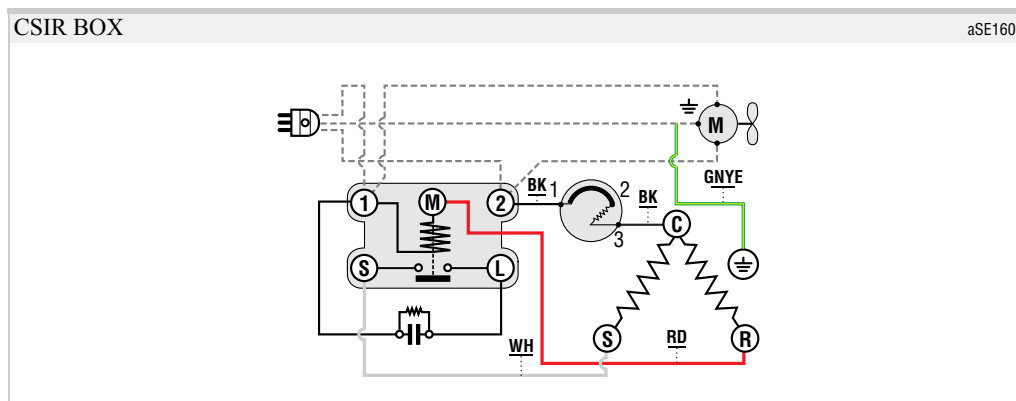 CSIR BOX
aSE160
M
GNYE
1 M 2 BK 1 2 BK
3 C
S L
S R
WH RD